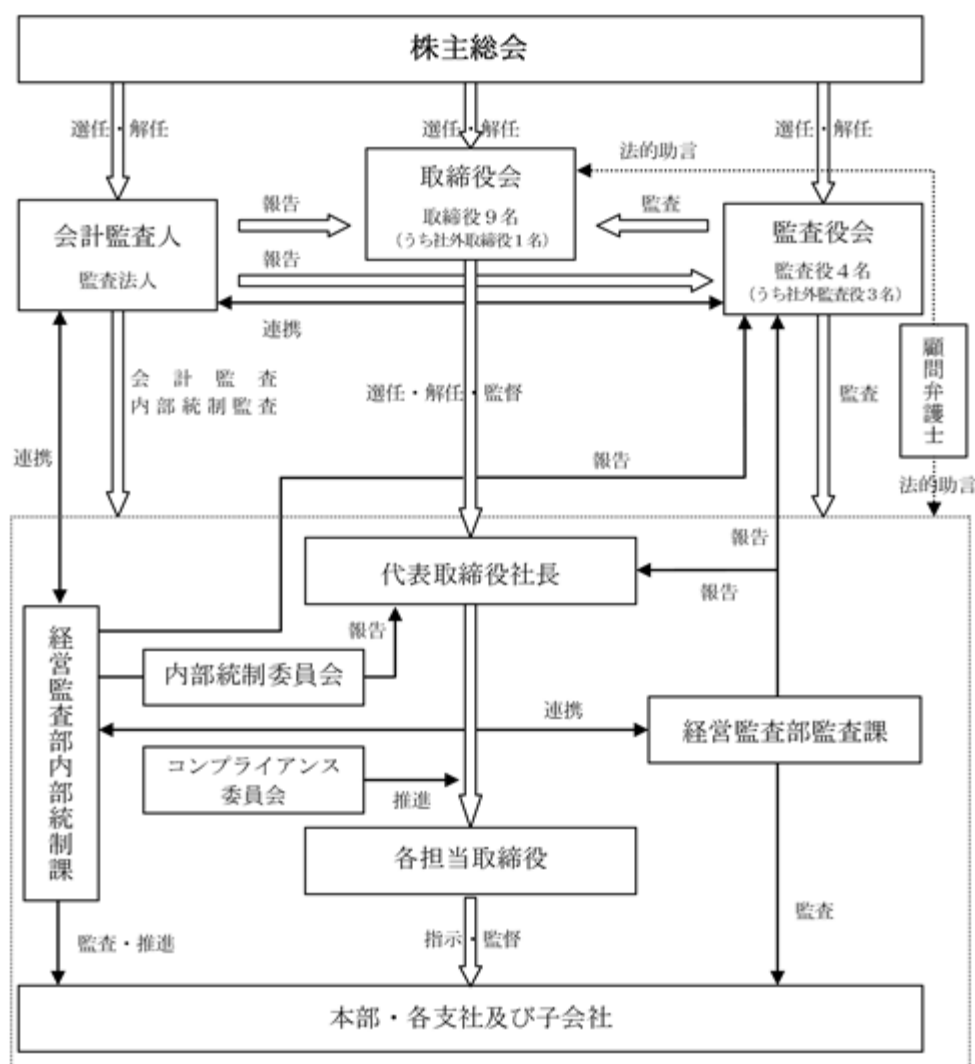 株主総会
選任・解任
選任・解任
選任・解任
法的助言
取締役会
取締役9名
(うち社外取締役1名)
報告
監査
会計監査人
監査法人
監査役会
監査役4名
(うち社外監査役3名)
報告
連携
顧問弁護士
会計監査
内部統制監査
選任・解任・監督
監査
連携
報告
法的助言
報告
代表取締役社長
報告
経営監査部内部統制課
報告
内部統制委員会
連携
経営監査部監査課
コンプライアンス
委員会
推進
各担当取締役
監査
監査・推進
指示・監督
本部・各支社及び子会社